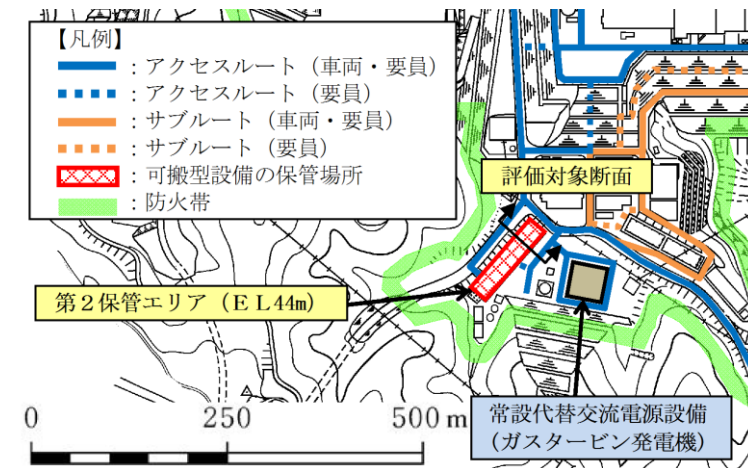 【凡例】
：アクセスルート（車両・要員）
：アクセスルート（要員）
：サブルート（車両・要員）
：サブルート（要員）
：可搬型設備の保管場所
：防火帯
評価対象断面
第２保管エリア（ＥＬ44m）
常設代替交流電源設備
（ガスタービン発電機）
0 250 500 m